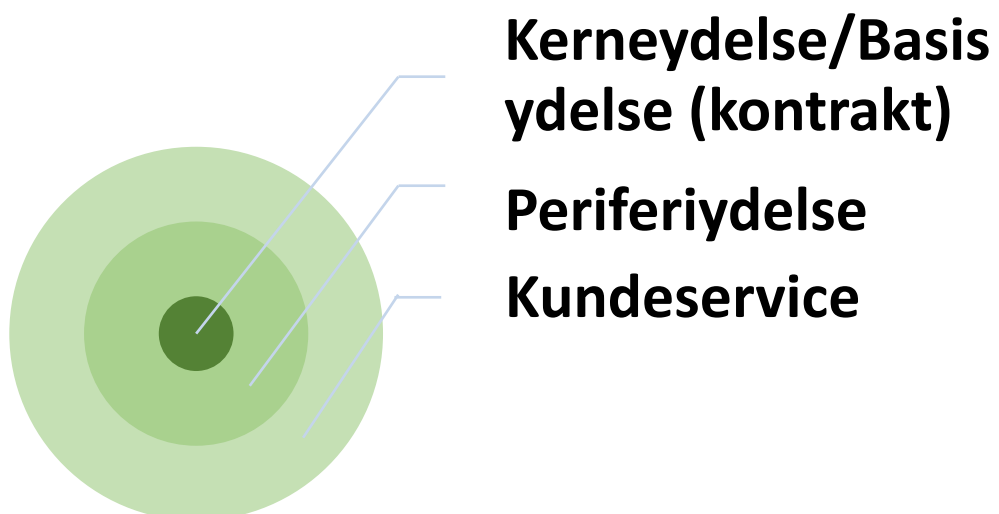 Kerneydelse/Basis
ydelse (kontrakt)
Periferiydelse
Kundeservice